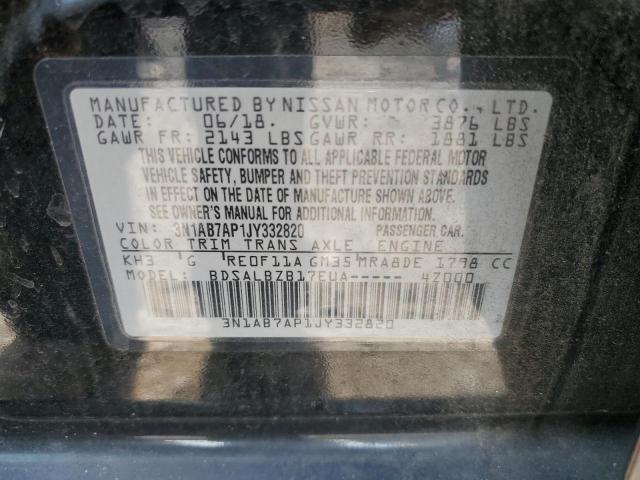 MANUFACTURED BY NISSAN MOTOR CO., LTD.
DATE: 06/18. GVWR: 3876 LBS
GAWR FR: 2143 LBS GAWR RR: 1881 LBS
THIS VEHICLE CONFORMS TO ALL APPLICABLE FEDERAL MOTOR
VEHICLE SAFETY, BUMPER AND THEFT PREVENTION STANDARDS
IN EFFECT ON THE DATE OF MANUFACTURE SHOWN ABOVE.
SEE OWNER'S MANUAL FOR ADDITIONAL INFORMATION.
VIN: 3N1AB7AP1JY332820 PASSENGER CAR.
COLOR TRIM TRANS AXLE ENGINE
KH3 G RE0F11A GM35 MRA8DE 1798 CC
MODEL: BDSALBZB17EUA----- 47000
3N1AB7AP1JY332820